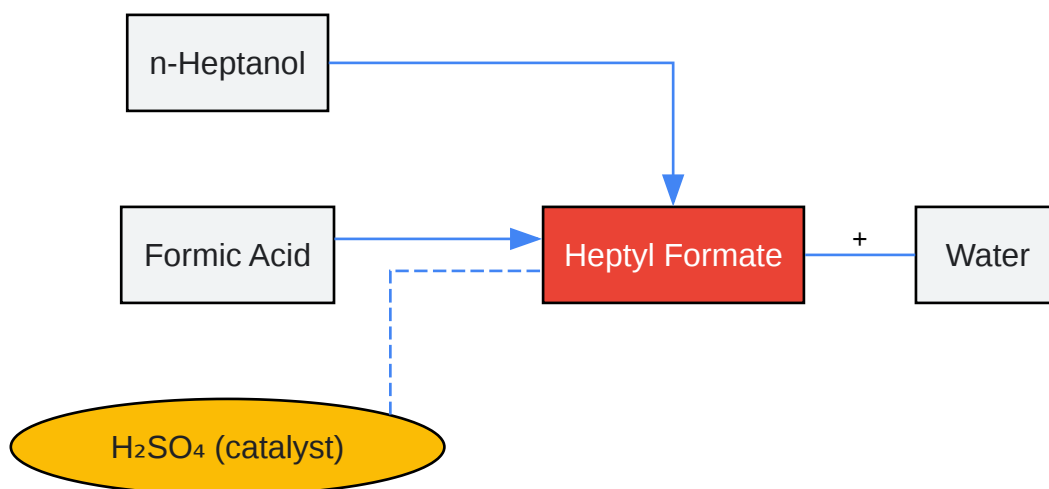 n-Heptanol
Formic Acid
Heptyl Formate
+
Water
H₂SO₄ (catalyst)